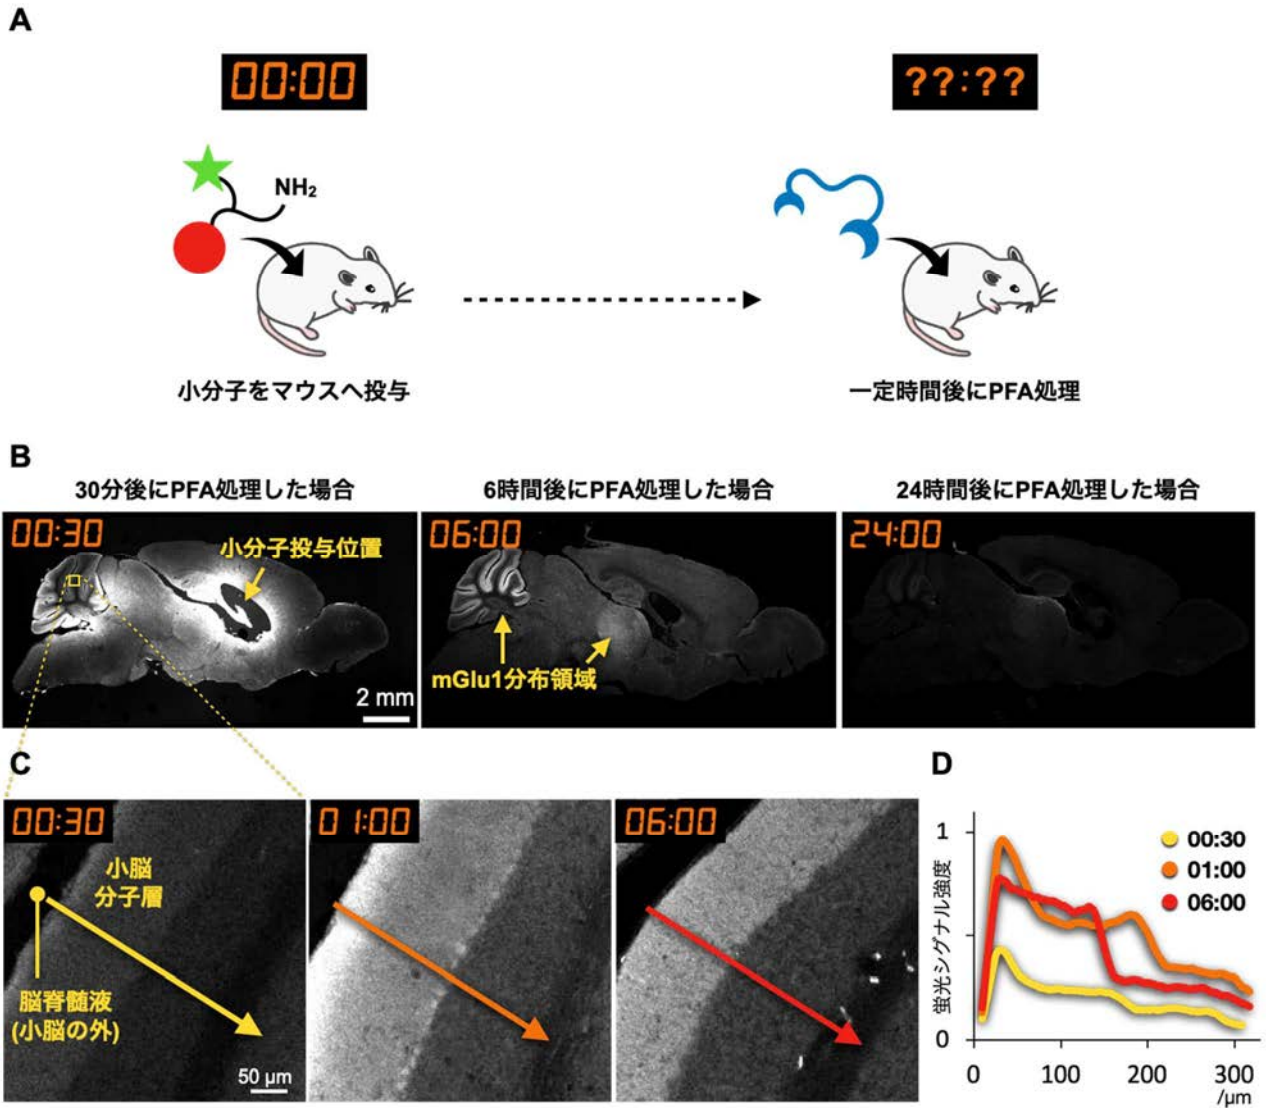 A
00:00
??:??
NH₂
小分子をマウスへ投与
一定時間後にPFA処理
B
30分後にPFA処理した場合
6時間後にPFA処理した場合
24時間後にPFA処理した場合
00:30
小分子投与位置
2 mm
06:00
mGlu1分布領域
24:00
C
00:30
小脳
分子層
脳脊髄液
(小脳の外)
50 μm
01:00
06:00
D
蛍光シグナル強度
1
0
00:30
01:00
06:00
0 100 200 300
/μm